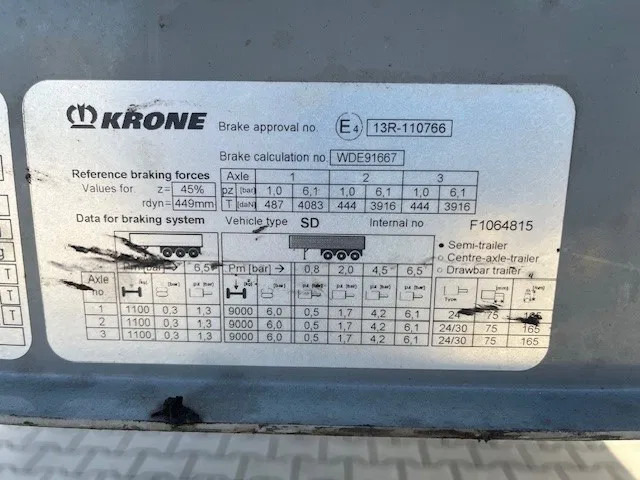 KRONE
Brake approval no. E4 13R-110766
Brake calculation no. WDE91667
Reference braking forces Axle 1 2 3
Values for z= 45% pz [bar] 1,0 6,1 1,0 6,1 1,0 6,1
rdyn= 449mm T [daN] 487 4083 444 3916 444 3916
Data for braking system Vehicle type SD Internal no F1064815
Semi-trailer
Centre-axle-trailer
Drawbar trailer
Pm [bar] 6,5 Pm [bar] 0,8 2,0 4,5 6,5
Axle no
Type
1 1100 0,3 1,3 9000 6,0 0,5 1,7 4,2 6,1 24 75 165
2 1100 0,3 1,3 9000 6,0 0,5 1,7 4,2 6,1 24/30 75 165
3 1100 0,3 1,3 9000 6,0 0,5 1,7 4,2 6,1 24/30 75 165
T
T
T